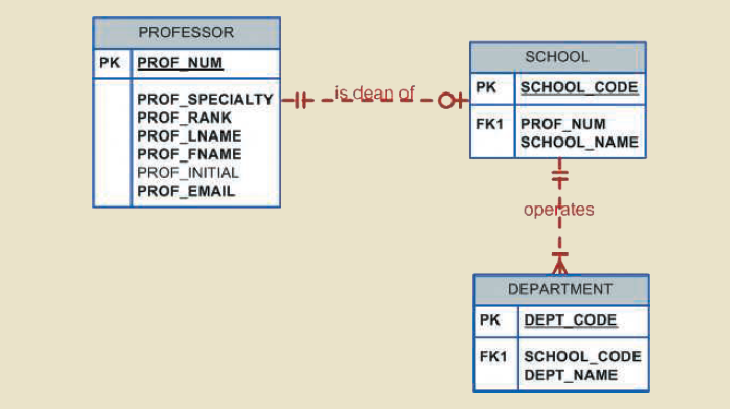 PROFESSOR
PK PROF_NUM
PROF_SPECIALTY
PROF_RANK
PROF_LNAME
PROF_FNAME
PROF_INITIAL
PROF_EMAIL
is dean of
SCHOOL
PK SCHOOL_CODE
FK1 PROF_NUM
SCHOOL_NAME
operates
DEPARTMENT
PK DEPT_CODE
FK1 SCHOOL_CODE
DEPT_NAME